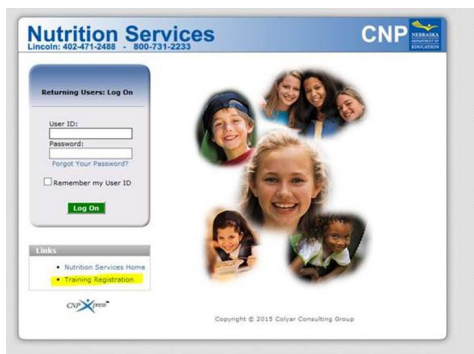 Nutrition Services
Lincoln: 402-471-2488 - 800-731-2233
CNP
NEBRASKA
DEPARTMENT OF
EDUCATION
Returning Users: Log On
User ID:
Password:
Forgot Your Password?
Remember my User ID
Log On
Links
• Nutrition Services Home
• Training Registration
CNPXpress™
Copyright © 2015 Colyar Consulting Group